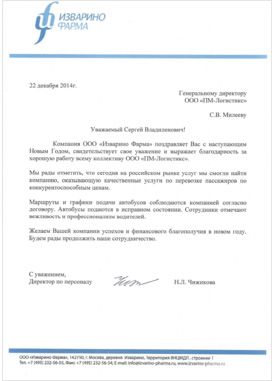 ИЗВАРИНО
ФАРМА
22 декабря 2014г.
Генеральному директору
ООО «ПМ-Логистикс»
С.В. Милееву
Уважаемый Сергей Владиленович!
Компания ООО «Изварино Фарма» поздравляет Вас с наступающим
Новым Годом, свидетельствует свое уважение и выражает благодарность за
хорошую работу всему коллективу ООО «ПМ-Логистикс».
Мы рады отметить, что сегодня на российском рынке услуг мы смогли найти
компанию, оказывающую качественные услуги по перевозке пассажиров по
конкурентоспособным ценам.
Маршруты и графики подачи автобусов соблюдаются компанией согласно
договору. Автобусы подаются в исправном состоянии. Сотрудники отмечают
вежливость и профессионализм водителей.
Желаем Вашей компании успехов и финансового благополучия в новом году.
Будем рады продолжить наше сотрудничество.
С уважением,
Директор по персоналу
Н.Л. Чижикова
ООО «Изварино Фарма», 142750, г. Москва, деревня Изварино, Территория ВНЦМДЛ, строение 1
Тел: +7 (495) 232-56-55, Факс: +7 (495) 232-56-54, E-mail: info@izvarino-pharma.ru